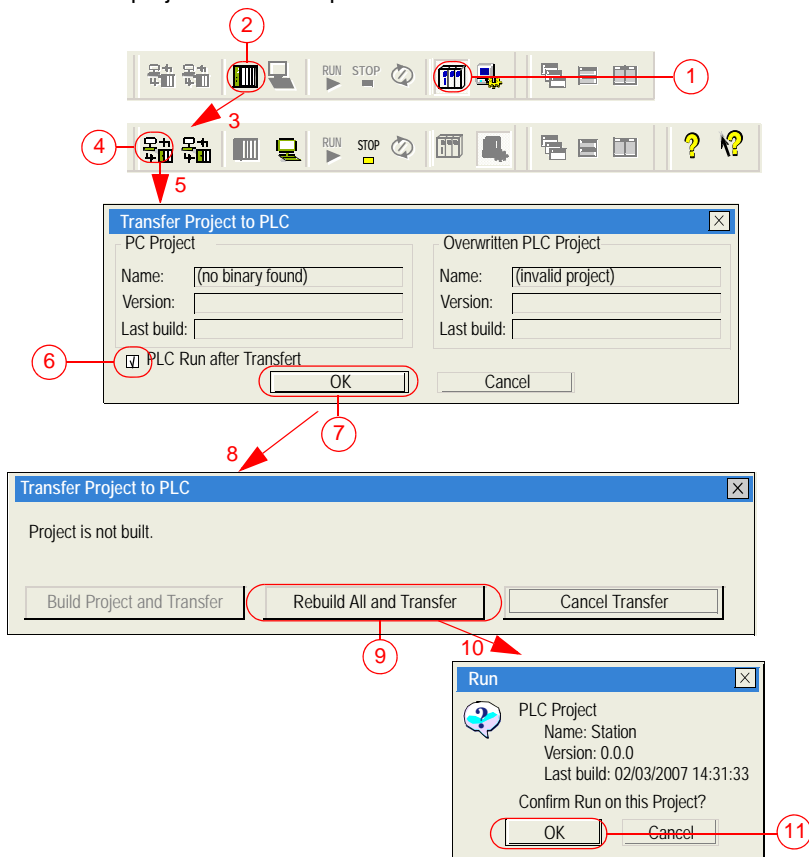 2
RUN STOP
1
3
4
RUN STOP
? ?
5
Transfer Project to PLC
PC Project
Name: (no binary found)
Version:
Last build:
Overwritten PLC Project
Name: (invalid project)
Version:
Last build:
6
PLC Run after Transfert
OK Cancel
7
8
Transfer Project to PLC
Project is not built.
Build Project and Transfer Rebuild All and Transfer Cancel Transfer
9
10
Run
PLC Project
Name: Station
Version: 0.0.0
Last build: 02/03/2007 14:31:33
Confirm Run on this Project?
OK Cancel
11